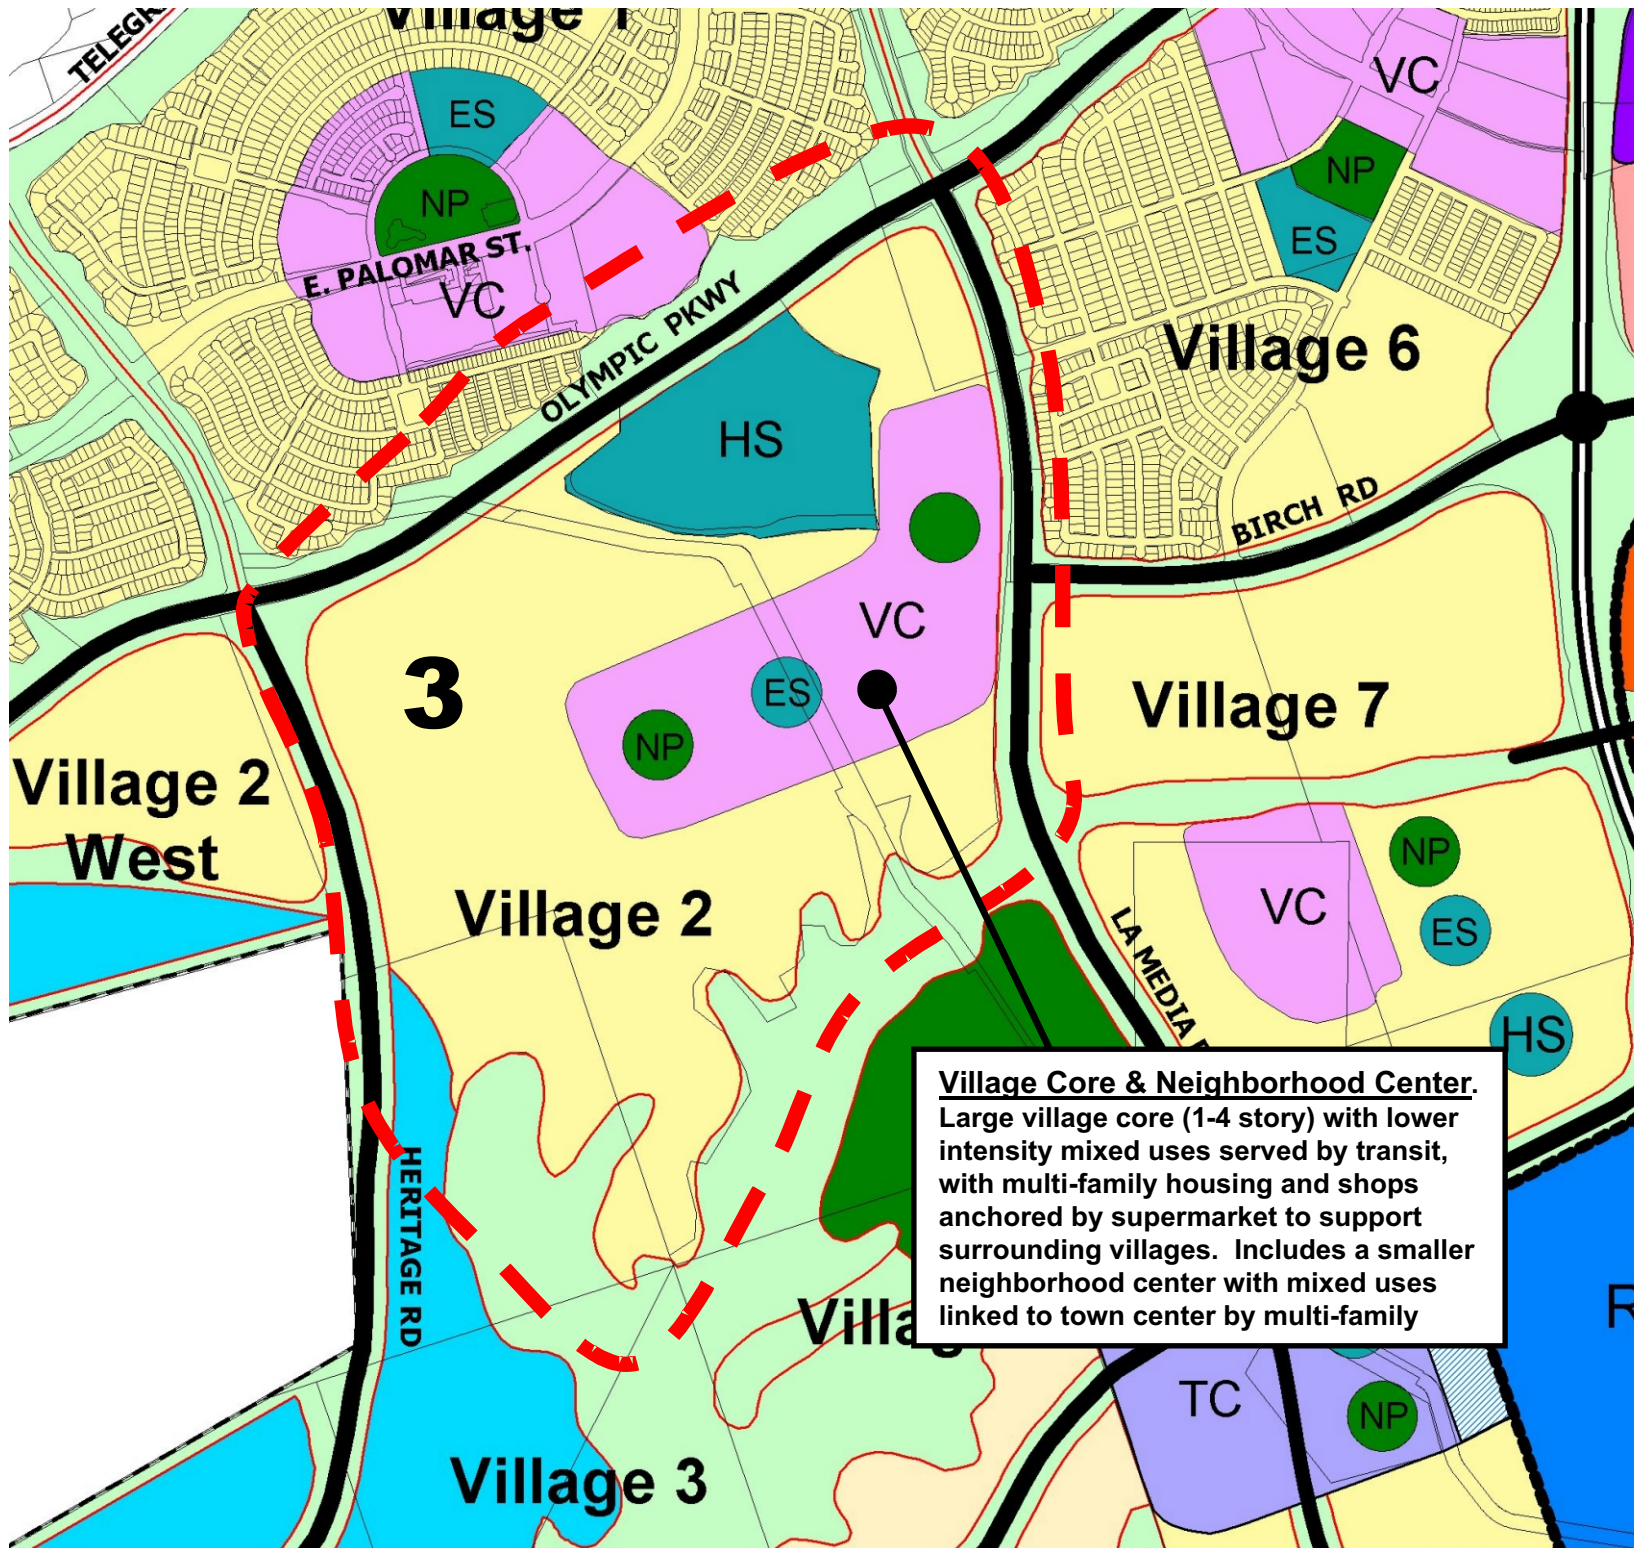 Village 1
TELEGR
ES
VC
NP
NP
E. PALOMAR ST.
ES
VC
OLYMPIC PKWY
Village 6
HS
BIRCH RD
VC
3
ES
Village 7
NP
Village 2
West
NP
Village 2
VC
ES
LA MEDIA
HS
Village Core & Neighborhood Center.
Large village core (1-4 story) with lower
intensity mixed uses served by transit,
with multi-family housing and shops
anchored by supermarket to support
surrounding villages. Includes a smaller
neighborhood center with mixed uses
linked to town center by multi-family
HERITAGE RD
R
Villag
TC
NP
Village 3